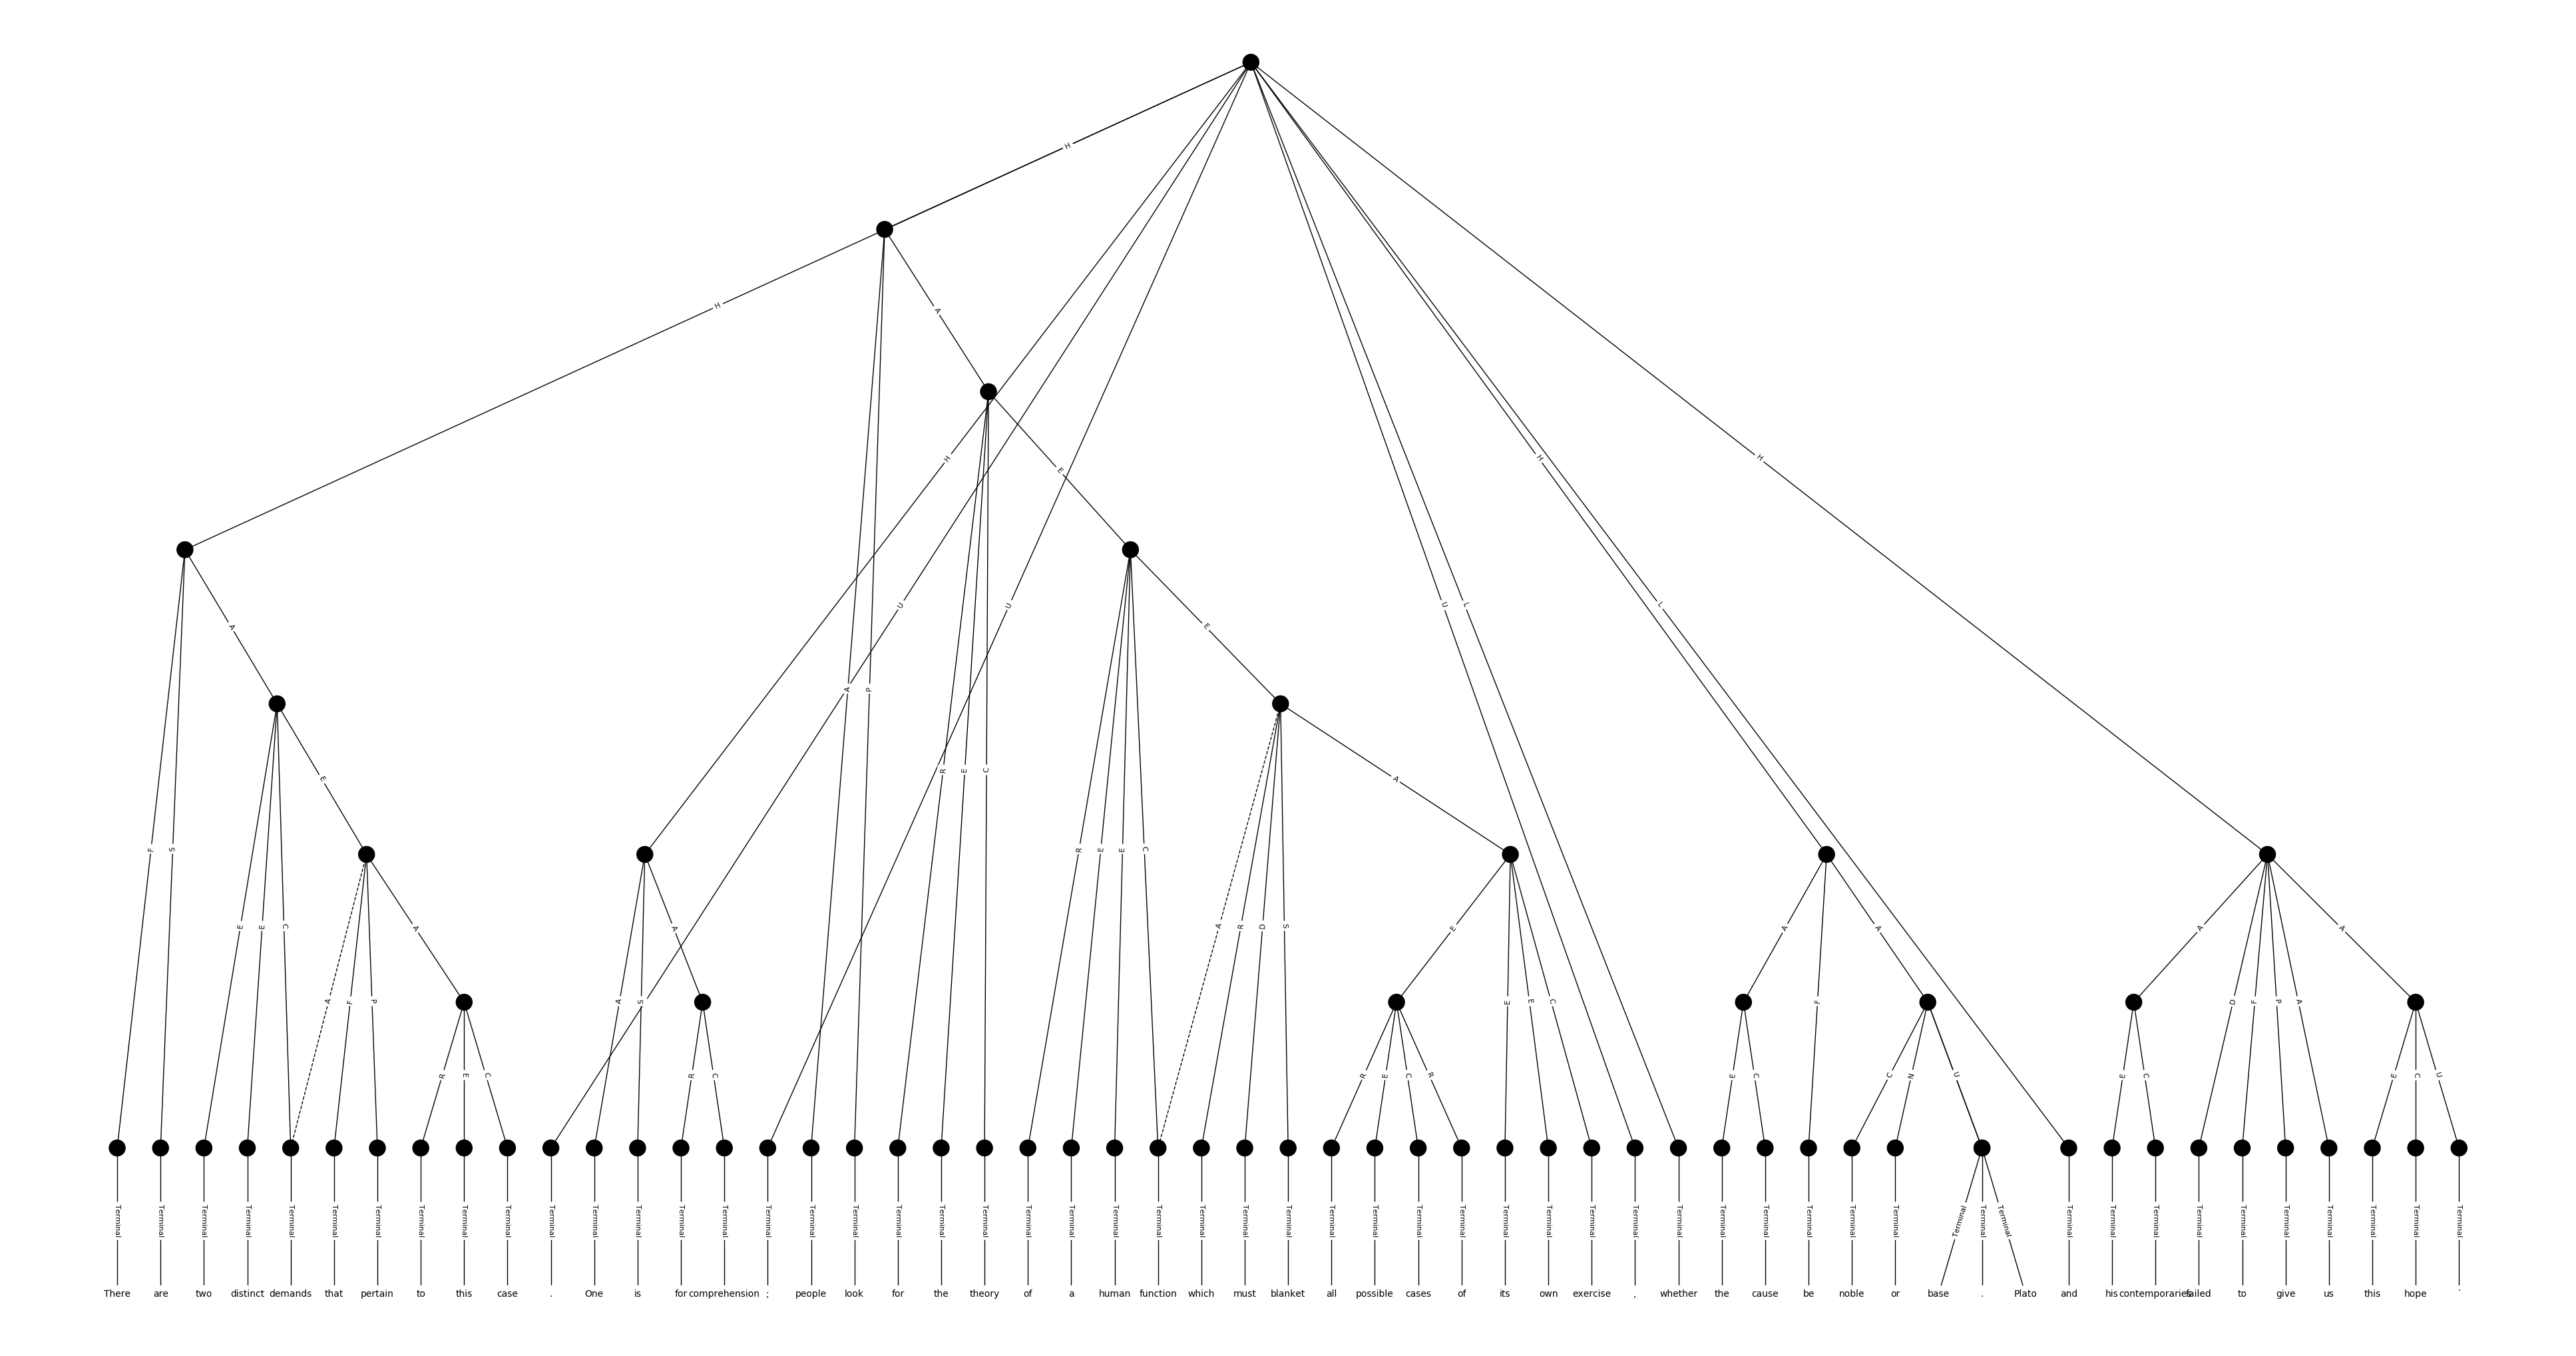 H
H
A
H
E
H
H
A
U
U
U
L
L
E
A
A
P
E
R
E
C
A
F
S
R
E
E
C
E
E
C
A
A
R
D
S
E
A
A
A
A
A
F
P
A
S
E
E
C
F
D
F
P
A
R
E
C
R
C
R
E
C
R
E
C
C
N
U
E
C
E
C
U
Terminal Terminal Terminal Terminal Terminal Terminal Terminal Terminal Terminal Terminal Terminal Terminal Terminal Terminal Terminal Terminal Terminal Terminal Terminal Terminal Terminal Terminal Terminal Terminal Terminal Terminal Terminal Terminal Terminal Terminal Terminal Terminal Terminal Terminal Terminal Terminal Terminal Terminal Terminal Terminal Terminal Terminal Terminal Terminal Terminal Terminal Terminal Terminal Terminal Terminal Terminal Terminal Terminal Terminal Terminal
There are two distinct demands that pertain to this case . One is for comprehension ; people look for the theory of a human function which must blanket all possible cases of its own exercise , whether the cause be noble or base . Plato and his contemporaries failed to give us this hope .